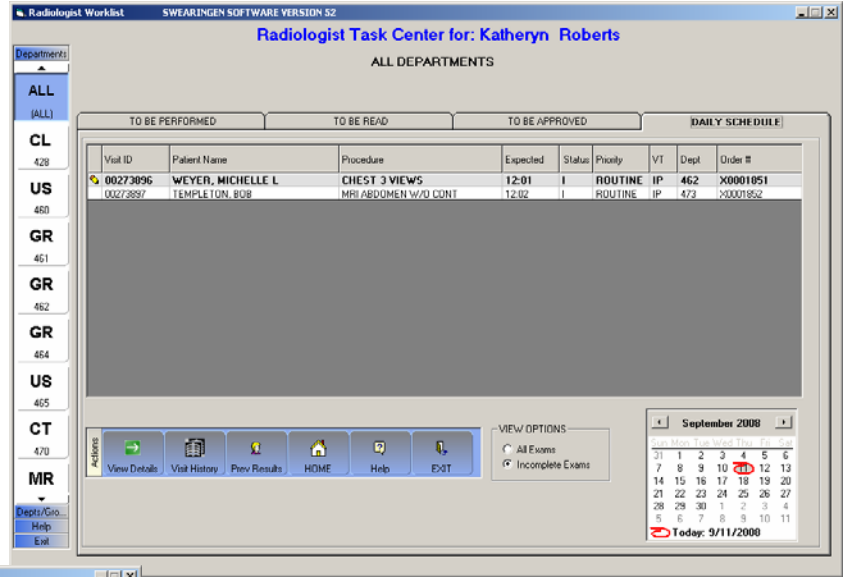 Radiologist Worklist SWEARINGEN SOFTWARE VERSION 52
Radiologist Task Center for: Katheryn Roberts
ALL DEPARTMENTS
Departments
ALL
(ALL)
CL
428
US
460
GR
461
GR
462
GR
464
US
465
CT
470
MR
Depts/Gro...
Help
Exit
TO BE PERFORMED TO BE READ TO BE APPROVED DAILY SCHEDULE
Visit ID Patient Name Procedure Expected Status Priority VT Dept Order #
00273896 WEYER, MICHELLE L CHEST 3 VIEWS 12:01 I ROUTINE IP 462 X0001851
00273897 TEMPLETON, BOB MRI ABDOMEN W/O CONT 12:02 I ROUTINE IP 473 X0001852
Actions
View Details Visit History Prev Results HOME Help EXIT
VIEW OPTIONS
All Exams
Incomplete Exams
September 2008
Sun Mon Tue Wed Thu Fri Sat
31 1 2 3 4 5 6
7 8 9 10 11 12 13
14 15 16 17 18 19 20
21 22 23 24 25 26 27
28 29 30 1 2 3 4
5 6 7 8 9 10 11
Today: 9/11/2008